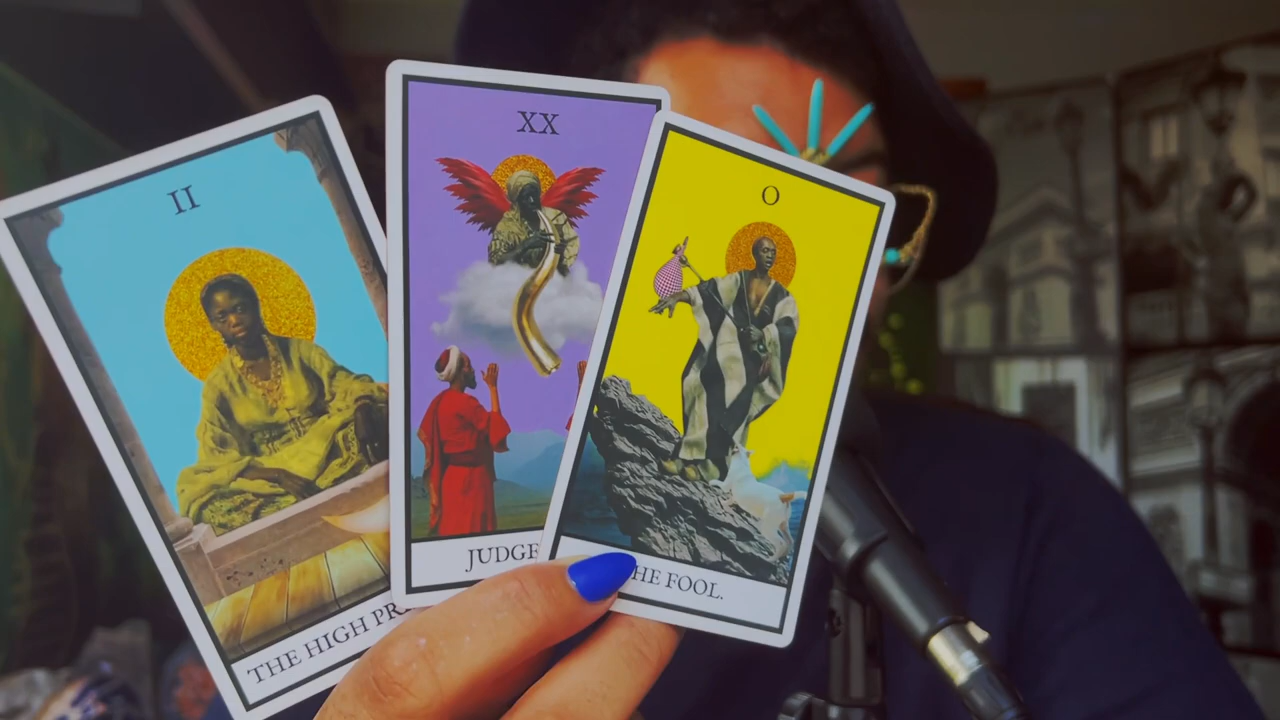 II
THE HIGH PR
XX
JUDGE
O
HE FOOL.